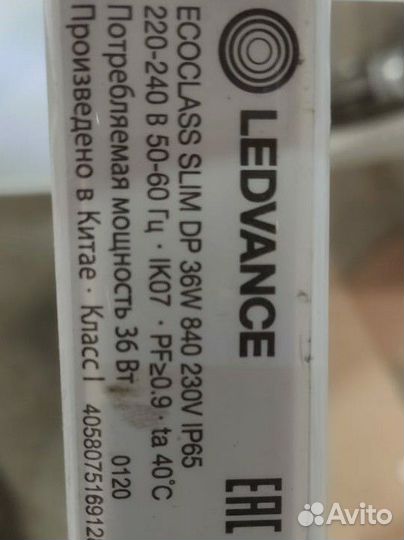 LEDVANCE
EAC
ECOCLASS SLIM DP 36W 840 230V IP65
220-240 В 50-60 Гц · IK07 · PF≥0.9 · ta 40°C
Потребляемая мощность 36 Вт 0120
Произведено в Китае · Класс I 405807516912
Avito